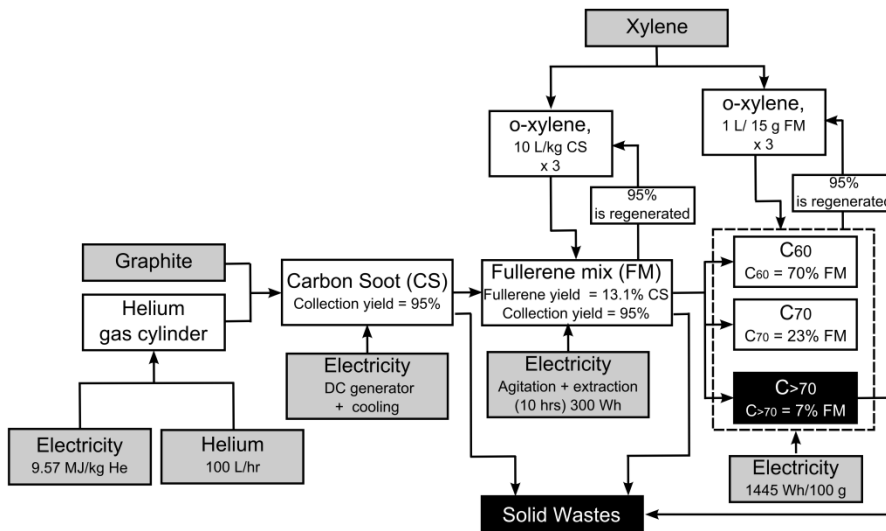 Xylene
o-xylene,
10 L/kg CS
x 3
o-xylene,
1 L/ 15 g FM
x 3
95%
is regenerated
95%
is regenerated
Graphite
Helium
gas cylinder
Carbon Soot (CS)
Collection yield = 95%
Fullerene mix (FM)
Fullerene yield = 13.1% CS
Collection yield = 95%
C60
C60 = 70% FM
C70
C70 = 23% FM
C>70
C>70 = 7% FM
Electricity
DC generator
+ cooling
Electricity
Agitation + extraction
(10 hrs) 300 Wh
Electricity
9.57 MJ/kg He
Helium
100 L/hr
Electricity
1445 Wh/100 g
Solid Wastes